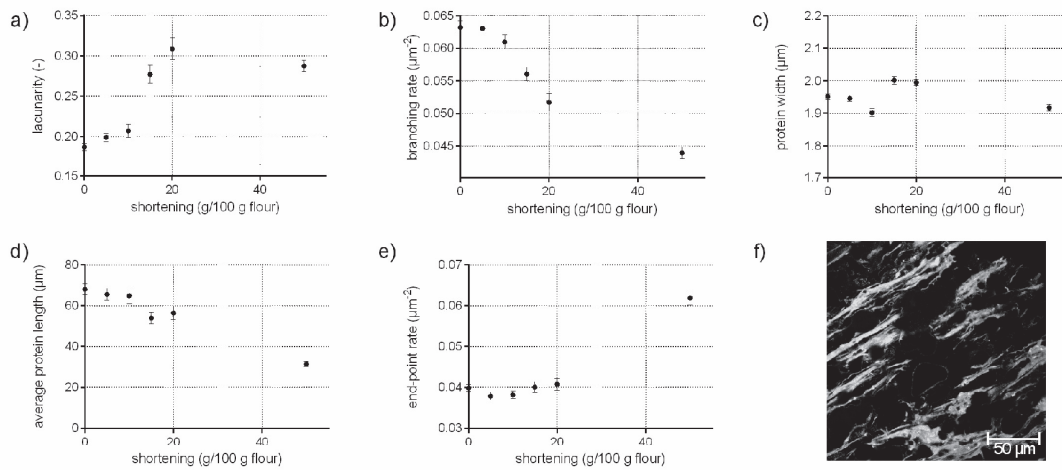 a)
lacunarity (-)
0.35
0.30
0.25
0.20
0.15
0
20
40
shortening (g/100 g flour)
b)
branching rate (µm⁻²)
0.065
0.060
0.055
0.050
0.045
0
20
40
shortening (g/100 g flour)
c)
protein width (µm)
2.2
2.1
2.0
1.9
1.8
1.7
0
20
40
shortening (g/100 g flour)
d)
average protein length (µm)
80
60
40
20
0
0
20
40
shortening (g/100 g flour)
e)
end-point rate (µm⁻²)
0.07
0.06
0.05
0.04
0.03
0
20
40
shortening (g/100 g flour)
f)
50 µm